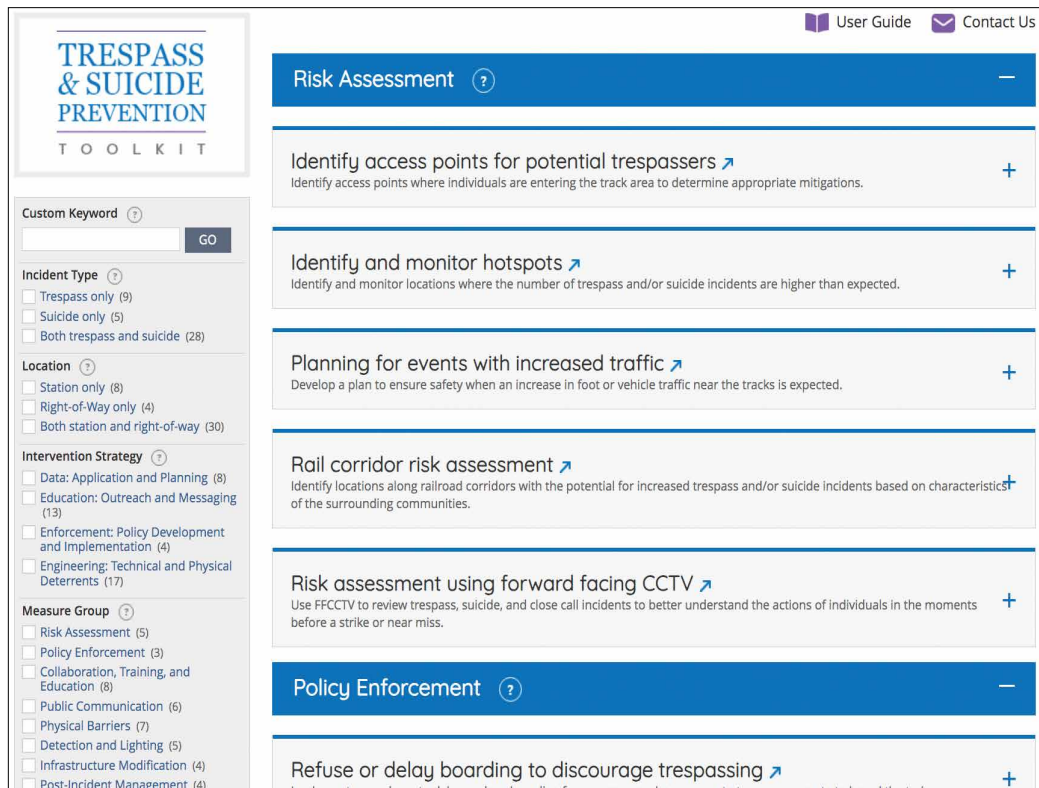 User Guide
Contact Us
TRESPASS
& SUICIDE
PREVENTION
TOOLKIT
Custom Keyword ?
GO
Incident Type ?
Trespass only (9)
Suicide only (5)
Both trespass and suicide (28)
Location ?
Station only (8)
Right-of-Way only (4)
Both station and right-of-way (30)
Intervention Strategy ?
Data: Application and Planning (8)
Education: Outreach and Messaging
(13)
Enforcement: Policy Development
and Implementation (4)
Engineering: Technical and Physical
Deterrents (17)
Measure Group ?
Risk Assessment (5)
Policy Enforcement (3)
Collaboration, Training, and
Education (8)
Public Communication (6)
Physical Barriers (7)
Detection and Lighting (5)
Infrastructure Modification (4)
Post-Incident Management (4)
Risk Assessment ?
Identify access points for potential trespassers
Identify access points where individuals are entering the track area to determine appropriate mitigations.
Identify and monitor hotspots
Identify and monitor locations where the number of trespass and/or suicide incidents are higher than expected.
Planning for events with increased traffic
Develop a plan to ensure safety when an increase in foot or vehicle traffic near the tracks is expected.
Rail corridor risk assessment
Identify locations along railroad corridors with the potential for increased trespass and/or suicide incidents based on characteristics
of the surrounding communities.
Risk assessment using forward facing CCTV
Use FFCCTV to review trespass, suicide, and close call incidents to better understand the actions of individuals in the moments
before a strike or near miss.
Policy Enforcement ?
Refuse or delay boarding to discourage trespassing